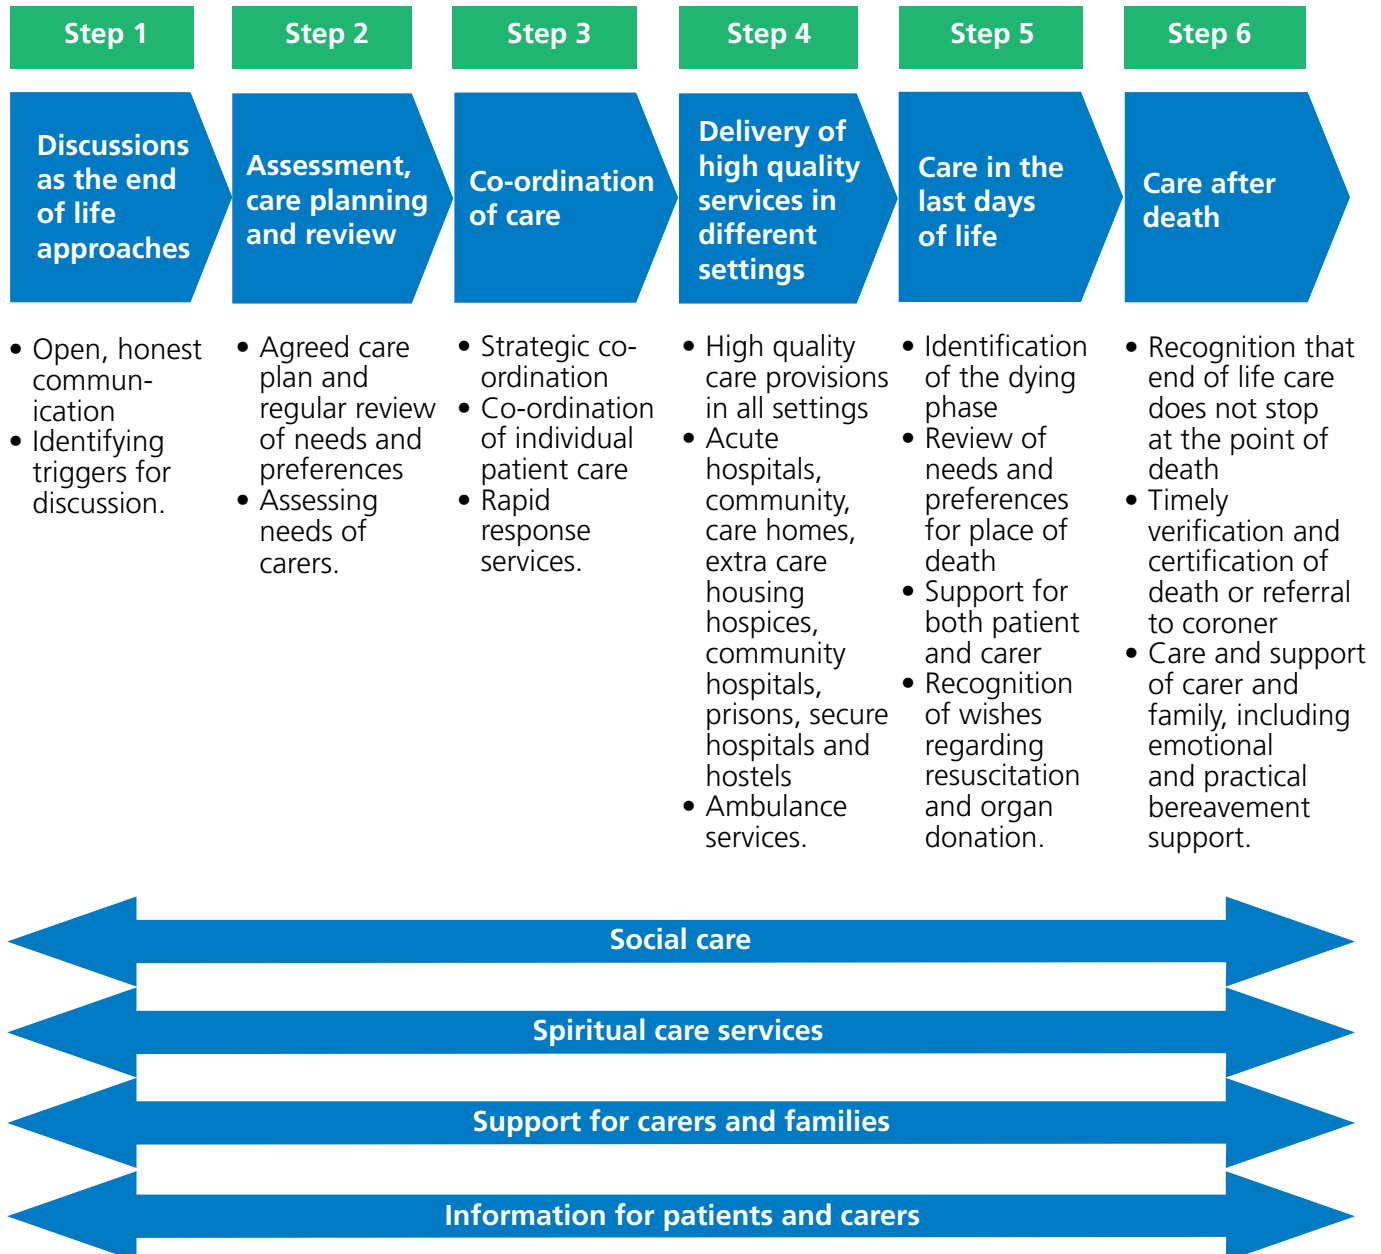 Step 1
Step 2
Step 3
Step 4
Step 5
Step 6
Discussions
as the end
of life
approaches
Assessment,
care planning
and review
Co-ordination
of care
Delivery of
high quality
services in
different
settings
Care in the
last days
of life
Care after
death
• Open, honest
commun-
ication
• Identifying
triggers for
discussion.
• Agreed care
plan and
regular review
of needs and
preferences
• Assessing
needs of
carers.
• Strategic co-
ordination
• Co-ordination
of individual
patient care
• Rapid
response
services.
• High quality
care provisions
in all settings
• Acute
hospitals,
community,
care homes,
extra care
housing
hospices,
community
hospitals,
prisons, secure
hospitals and
hostels
• Ambulance
services.
• Identification
of the dying
phase
• Review of
needs and
preferences
for place of
death
• Support for
both patient
and carer
• Recognition
of wishes
regarding
resuscitation
and organ
donation.
• Recognition that
end of life care
does not stop
at the point of
death
• Timely
verification and
certification of
death or referral
to coroner
• Care and support
of carer and
family, including
emotional
and practical
bereavement
support.
Social care
Spiritual care services
Support for carers and families
Information for patients and carers